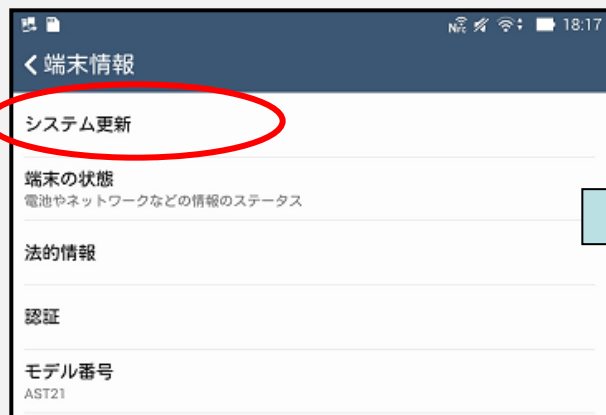 NFC 18:17
端末情報
システム更新
端末の状態
電池やネットワークなどの情報のステータス
法的情報
認証
モデル番号
AST21